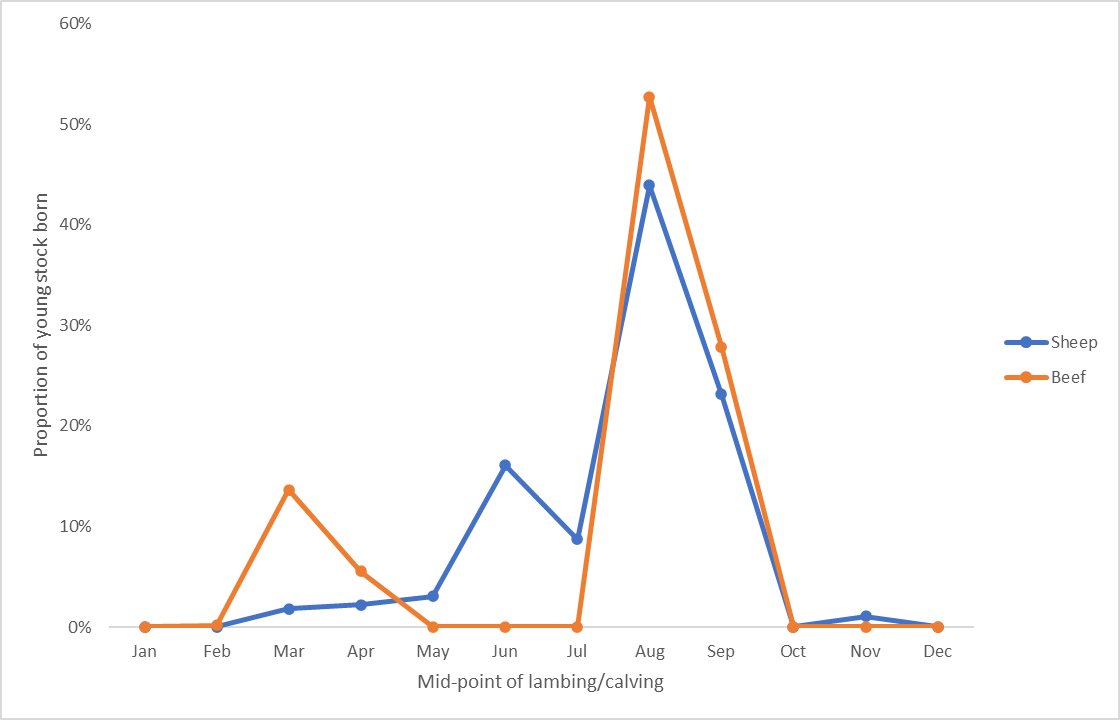 60%
50%
40%
30%
20%
10%
0%
Proportion of young stock born
Jan Feb Mar Apr May Jun Jul Aug Sep Oct Nov Dec
Mid-point of lambing/calving
Sheep
Beef